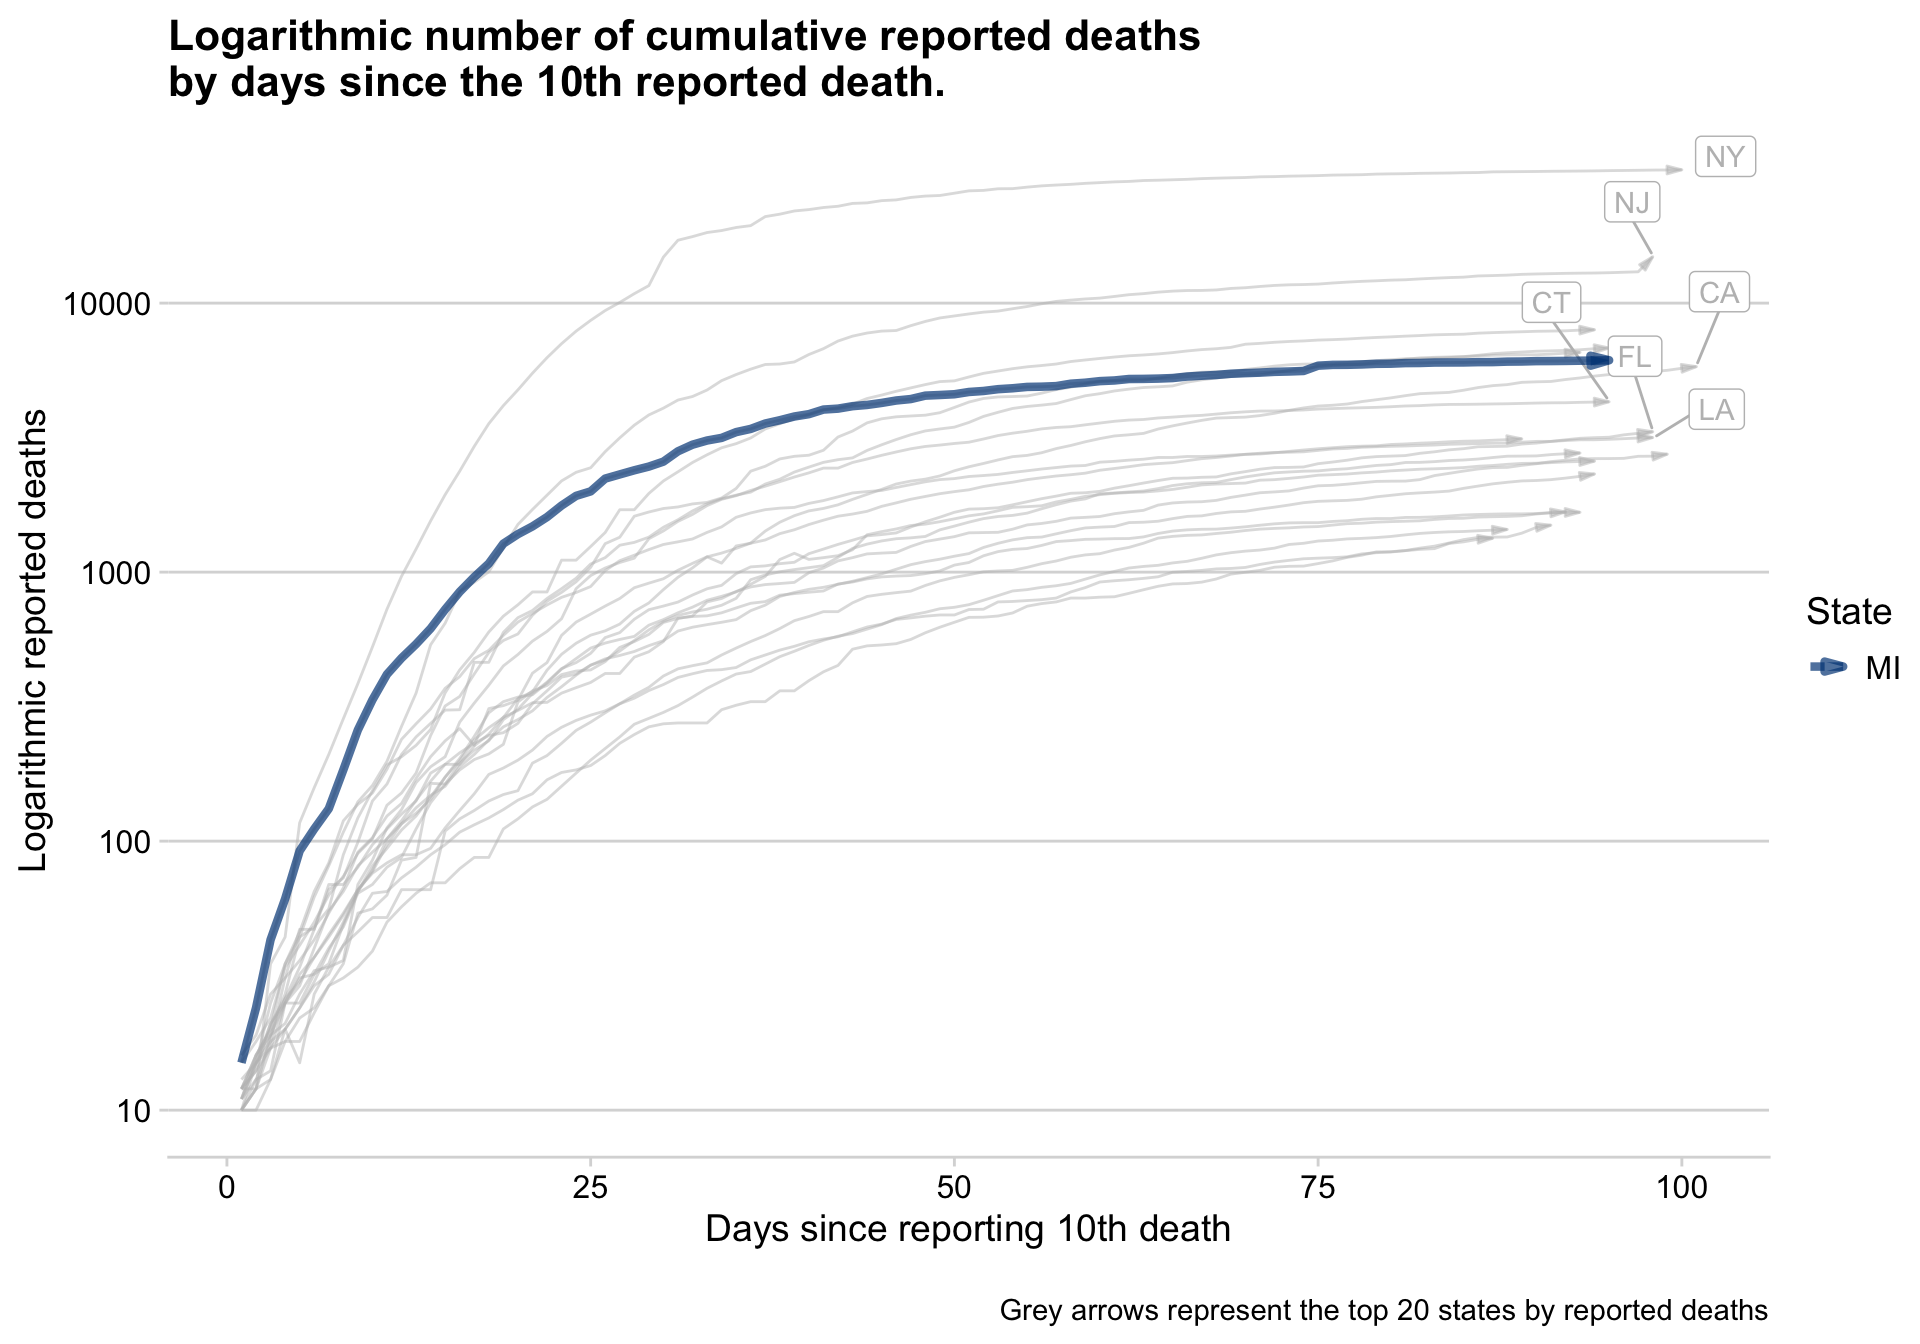 Logarithmic number of cumulative reported deaths
by days since the 10th reported death.
NY
NJ
CA
CT
FL
LA
10000
1000
100
10
Logarithmic reported deaths
0 25 50 75 100
Days since reporting 10th death
State
MI
Grey arrows represent the top 20 states by reported deaths